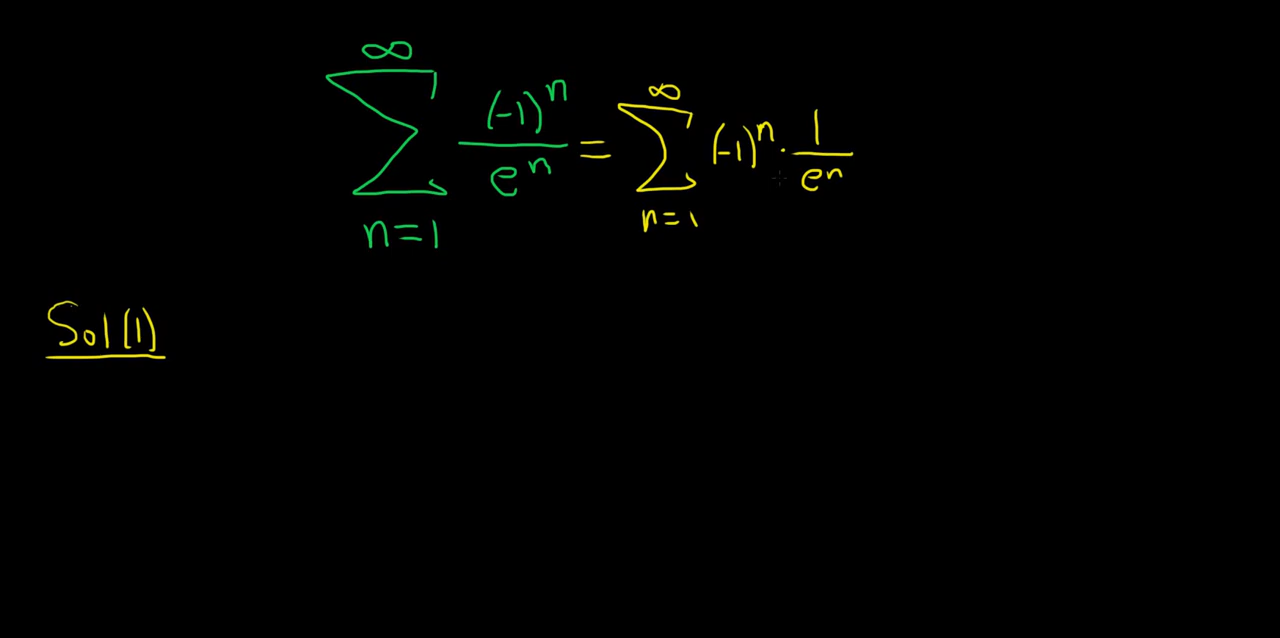 ∞ ∑ n=1 (-1)^n / e^n = ∞ ∑ n=1 (-1)^n · 1 / e^n
Sol(1)